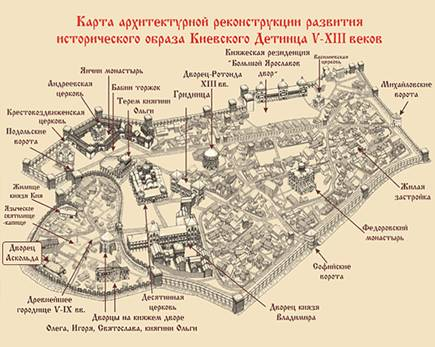 Карта архитектурной реконструкции развития
исторического образа Киевского Детинца V-XIII веков
Княжеская резиденция
"Большой Ярославов
двор"
Васильевская
церковь
Янчин монастырь
Дворец-Ротонда
XIII вв.
Андреевская
церковь
Бабин торжок
Гридница
Михайловские
ворота
Терем княгини
Ольги
Крестовоздвиженская
церковь
Подольские
ворота
Жилище
князя Кия
Жилая
застройка
Языческое
святилище
-капище
Федоровский
монастырь
Дворец
Аскольда
Софийские
ворота
Древнейшее
городище V-IX вв.
Десятинная
церковь
Дворцы на княжем дворе
Олега, Игоря, Святослава, княгини Ольги
Дворец князя
Владимира